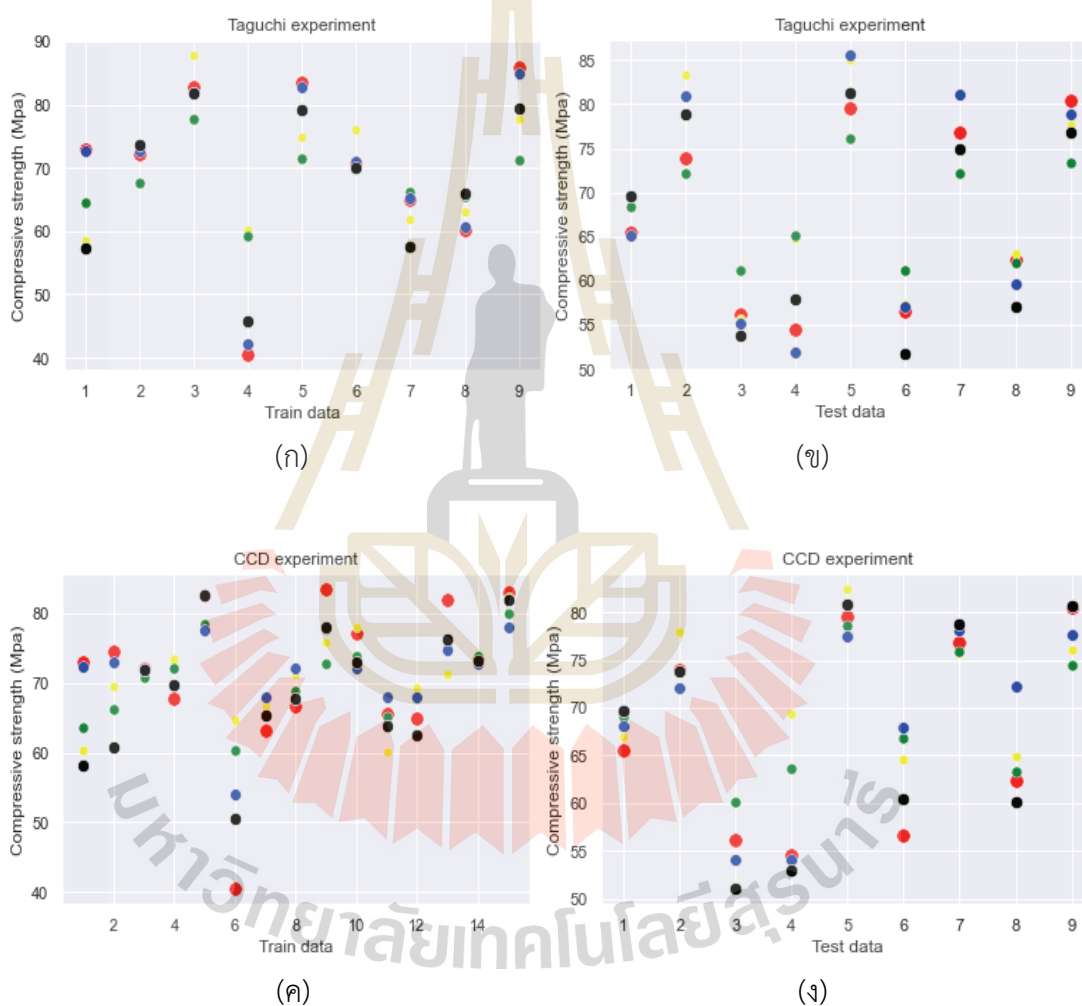 Taguchi experiment
Compressive strength (Mpa)
90
80
70
60
50
40
1 2 3 4 5 6 7 8 9
Train data
(ก)
Taguchi experiment
Compressive strength (Mpa)
85
80
75
70
65
60
55
50
1 2 3 4 5 6 7 8 9
Test data
(ข)
CCD experiment
Compressive strength (Mpa)
80
70
60
50
40
2 4 6 8 10 12 14
Train data
(ค)
CCD experiment
Compressive strength (Mpa)
80
75
70
65
60
55
50
1 2 3 4 5 6 7 8 9
Test data
(ง)
มหาวิทยาลัยเทคโนโลยีสุรนารี